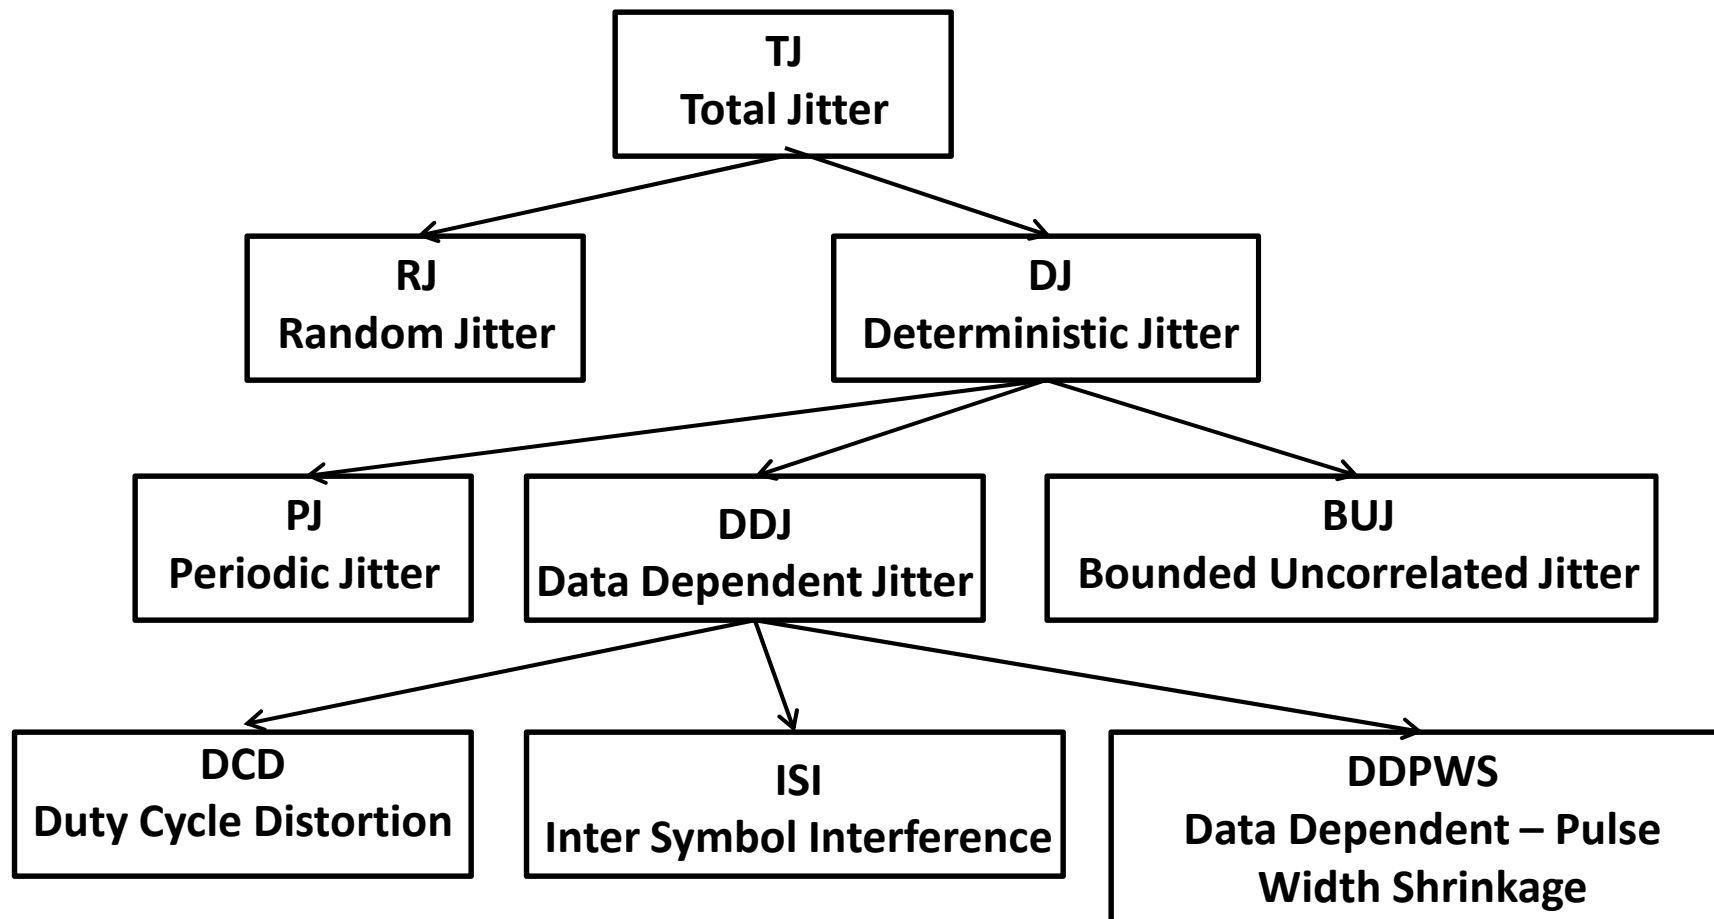 TJ
Total Jitter
RJ
Random Jitter
DJ
Deterministic Jitter
PJ
Periodic Jitter
DDJ
Data Dependent Jitter
BUJ
Bounded Uncorrelated Jitter
DCD
Duty Cycle Distortion
ISI
Inter Symbol Interference
DDPWS
Data Dependent – Pulse
Width Shrinkage